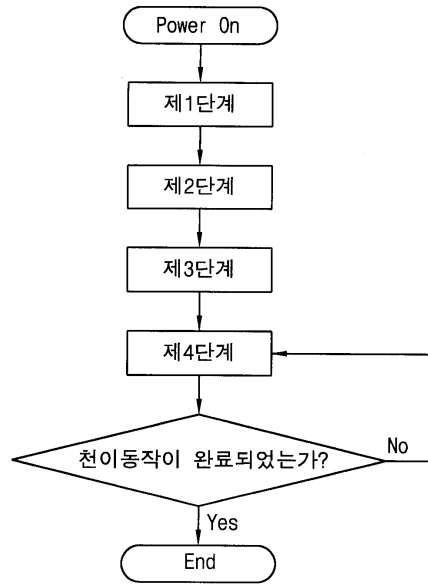 Power On
제1단계
제2단계
제3단계
제4단계
천이동작이 완료되었는가?
No
Yes
End